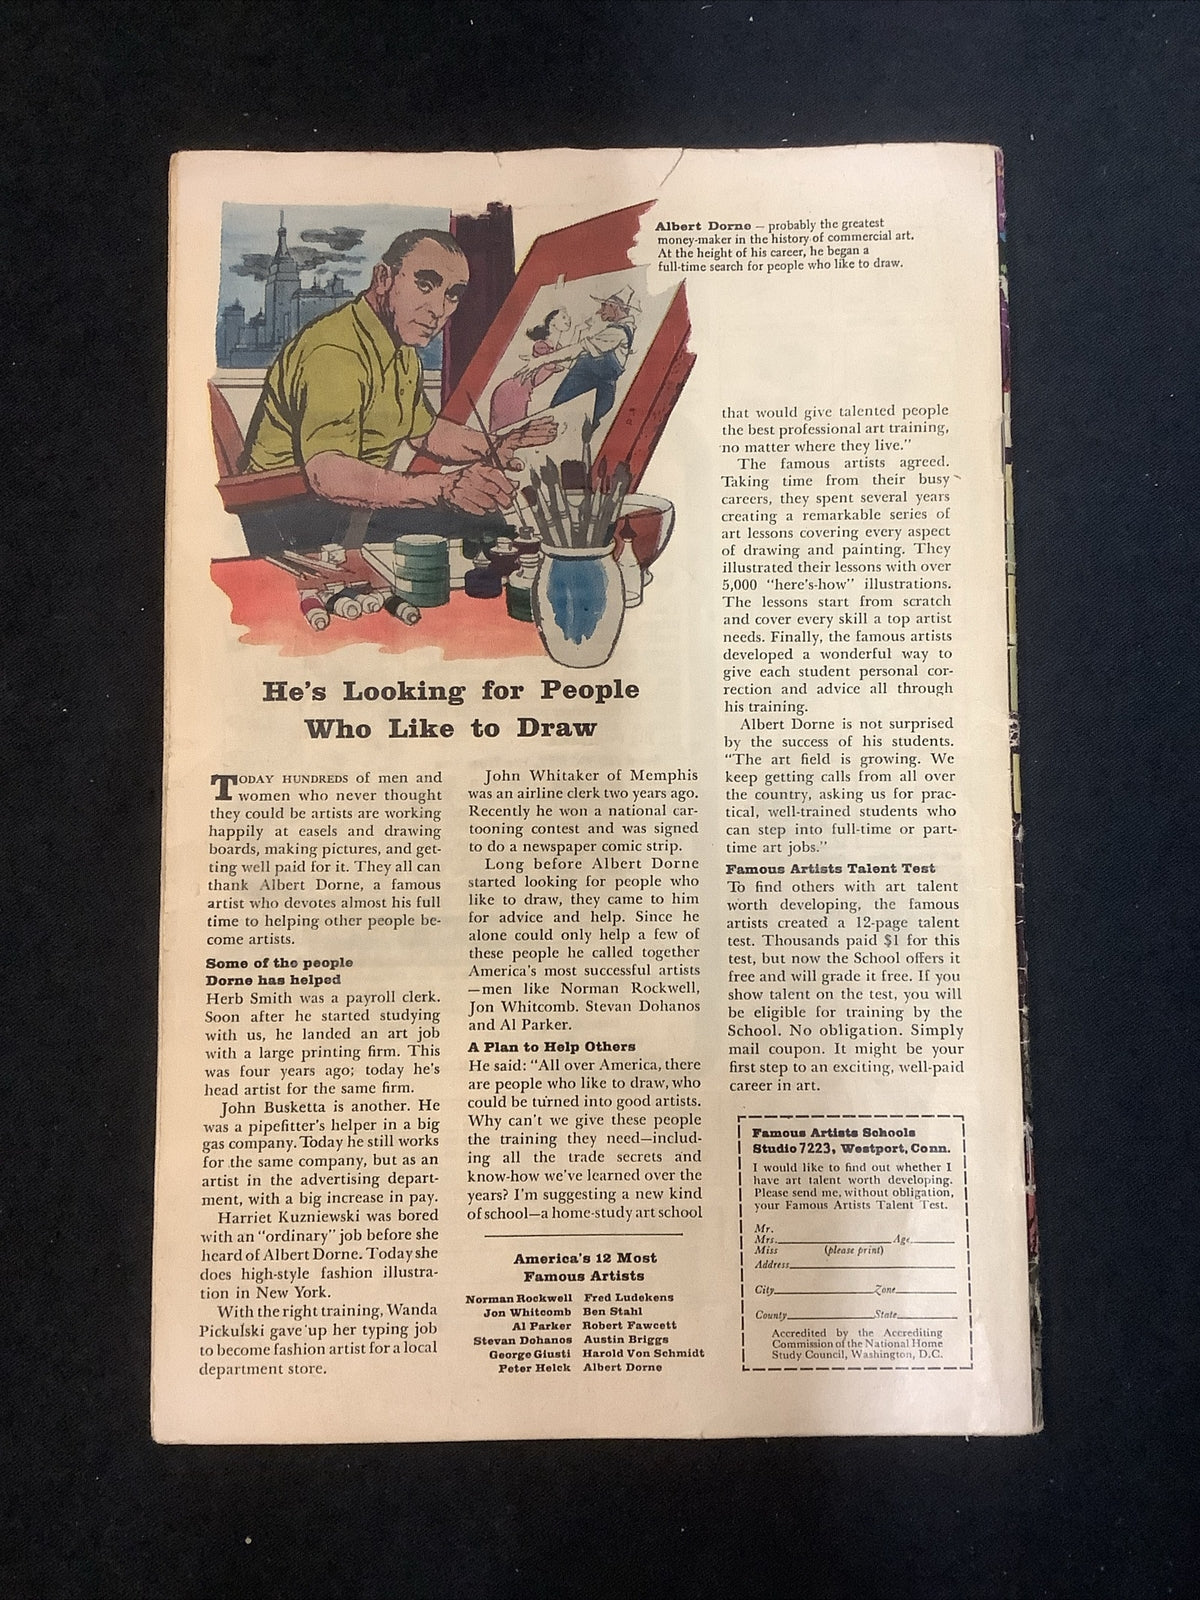 Albert Dorne — probably the greatest
money-maker in the history of commercial art.
At the height of his career, he began a
full-time search for people who like to draw.
He's Looking for People
Who Like to Draw
TODAY HUNDREDS of men and
women who never thought
they could be artists are working
happily at easels and drawing
boards, making pictures, and get-
ting well paid for it. They all can
thank Albert Dorne, a famous
artist who devotes almost his full
time to helping other people be-
come artists.
Some of the people
Dorne has helped
Herb Smith was a payroll clerk.
Soon after he started studying
with us, he landed an art job
with a large printing firm. This
was four years ago; today he's
head artist for the same firm.
John Busketta is another. He
was a pipefitter's helper in a big
gas company. Today he still works
for the same company, but as an
artist in the advertising depart-
ment, with a big increase in pay.
Harriet Kuzniewski was bored
with an "ordinary" job before she
heard of Albert Dorne. Today she
does high-style fashion illustra-
tion in New York.
With the right training, Wanda
Pickulski gave up her typing job
to become fashion artist for a local
department store.
John Whitaker of Memphis
was an airline clerk two years ago.
Recently he won a national car-
tooning contest and was signed
to do a newspaper comic strip.
Long before Albert Dorne
started looking for people who
like to draw, they came to him
for advice and help. Since he
alone could only help a few of
these people he called together
America's most successful artists
—men like Norman Rockwell,
Jon Whitcomb. Stevan Dohanos
and Al Parker.
A Plan to Help Others
He said: "All over America, there
are people who like to draw, who
could be turned into good artists.
Why can't we give these people
the training they need—includ-
ing all the trade secrets and
know-how we've learned over the
years? I'm suggesting a new kind
of school—a home-study art school
America's 12 Most
Famous Artists
Norman Rockwell Fred Ludekens
Jon Whitcomb Ben Stahl
Al Parker Robert Fawcett
Stevan Dohanos Austin Briggs
George Giusti Harold Von Schmidt
Peter Helck Albert Dorne
that would give talented people
the best professional art training,
no matter where they live."
The famous artists agreed.
Taking time from their busy
careers, they spent several years
creating a remarkable series of
art lessons covering every aspect
of drawing and painting. They
illustrated their lessons with over
5,000 "here's-how" illustrations.
The lessons start from scratch
and cover every skill a top artist
needs. Finally, the famous artists
developed a wonderful way to
give each student personal cor-
rection and advice all through
his training.
Albert Dorne is not surprised
by the success of his students.
"The art field is growing. We
keep getting calls from all over
the country, asking us for prac-
tical, well-trained students who
can step into full-time or part-
time art jobs."
Famous Artists Talent Test
To find others with art talent
worth developing, the famous
artists created a 12-page talent
test. Thousands paid $1 for this
test, but now the School offers it
free and will grade it free. If you
show talent on the test, you will
be eligible for training by the
School. No obligation. Simply
mail coupon. It might be your
first step to an exciting, well-paid
career in art.
Famous Artists Schools
Studio 7223, Westport, Conn.
I would like to find out whether I
have art talent worth developing.
Please send me, without obligation,
your Famous Artists Talent Test.
Mr.
Mrs. Age
Miss (please print)
Address
City Zone
County State
Accredited by the Accrediting
Commission of the National Home
Study Council, Washington, D.C.